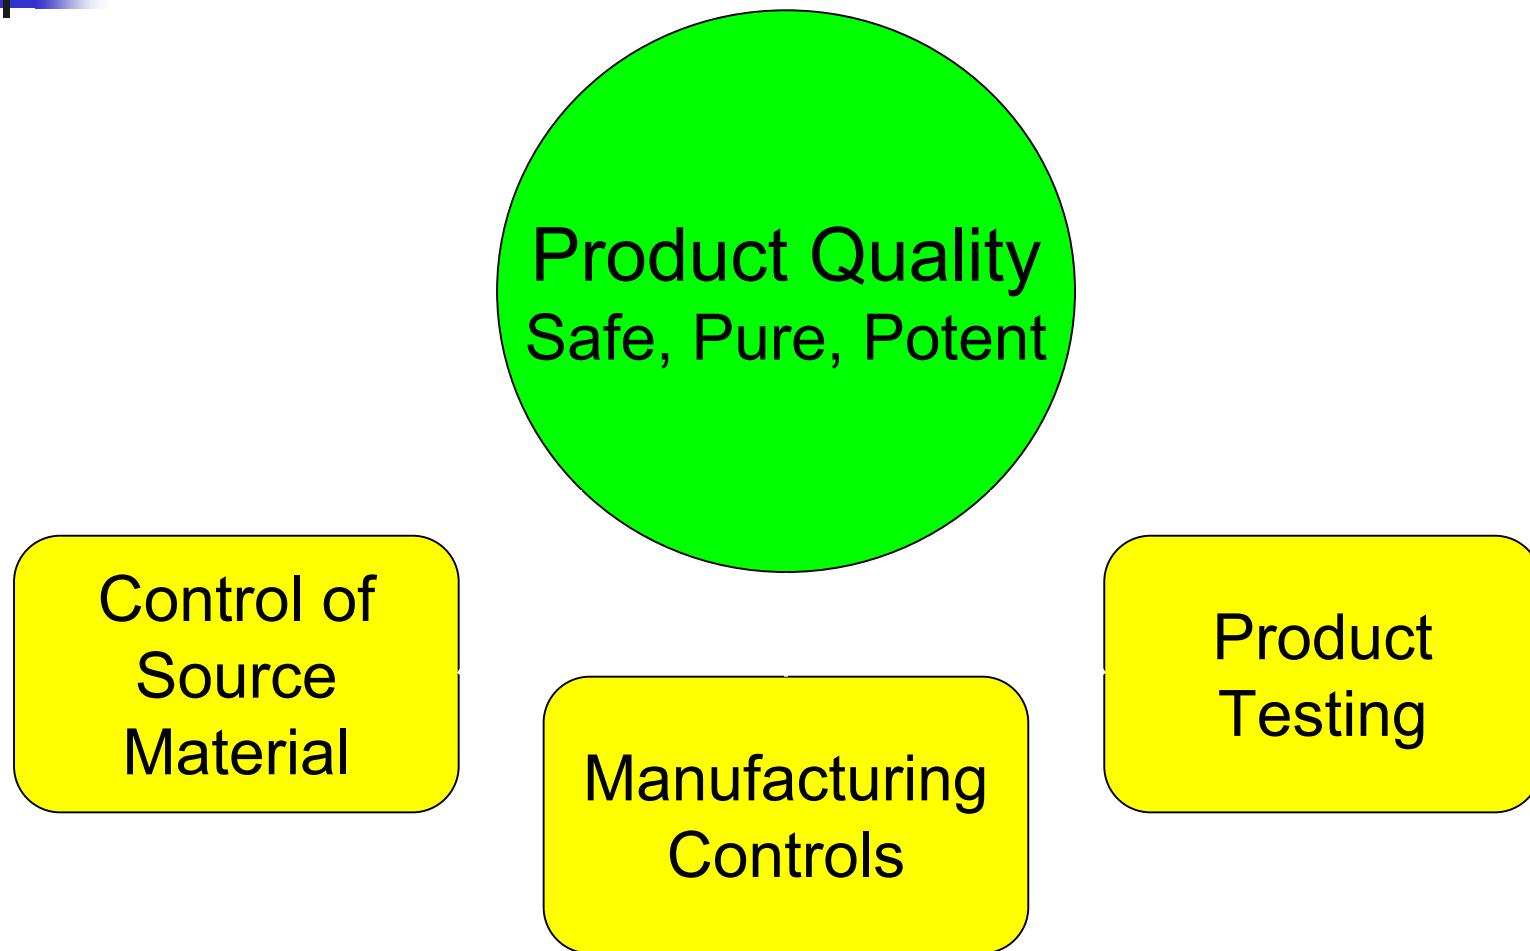 Product Quality
Safe, Pure, Potent
Control of
Source
Material
Manufacturing
Controls
Product
Testing